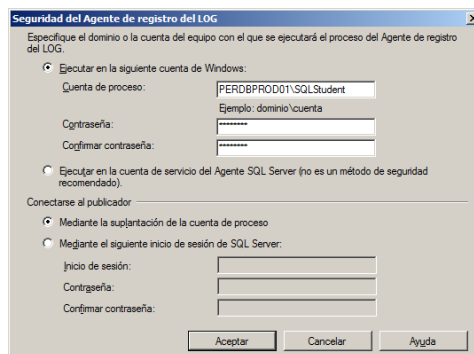 Seguridad del Agente de registro del LOG
Especifique el dominio o la cuenta del equipo con el que se ejecutará el proceso del Agente de registro
del LOG.
Ejecutar en la siguiente cuenta de Windows:
Cuenta de proceso: PERDBPROD01\SQLStudent
Ejemplo: dominio\cuenta
Contraseña: ********
Confirmar contraseña: ********
Ejecutar en la cuenta de servicio del Agente SQL Server (no es un método de seguridad
recomendado).
Conectarse al publicador
Mediante la suplantación de la cuenta de proceso
Mediante el siguiente inicio de sesión de SQL Server:
Inicio de sesión:
Contraseña:
Confirmar contraseña:
Aceptar Cancelar Ayuda